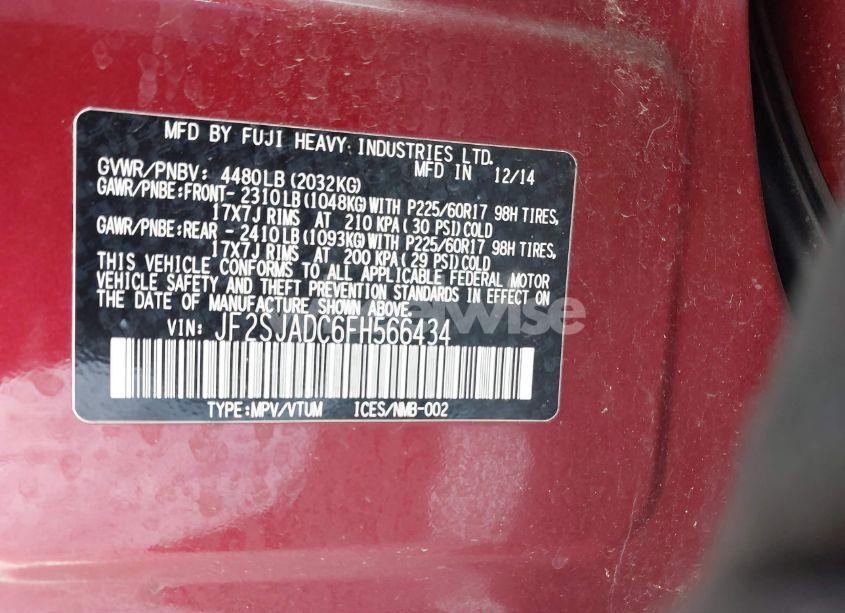 MFD BY FUJI HEAVY INDUSTRIES LTD.
GVWR/PNBV: 4480LB(2032KG) MFD IN 12/14
GAWR/PNBE:FRONT- 2310LB(1048KG)WITH P225/60R17 98H TIRES,
17X7J RIMS AT 210 KPA( 30 PSI)COLD
GAWR/PNBE:REAR - 2410LB(1093KG)WITH P225/60R17 98H TIRES,
17X7J RIMS AT 200 KPA(29 PSI)COLD
THIS VEHICLE CONFORMS TO ALL APPLICABLE FEDERAL MOTOR
VEHICLE SAFETY AND THEFT PREVENTION STANDARDS IN EFFECT ON
THE DATE OF MANUFACTURE SHOWN ABOVE.
VIN: JF2SJADC6FH566434
TYPE:MPV/VTUM ICES/NMB-002